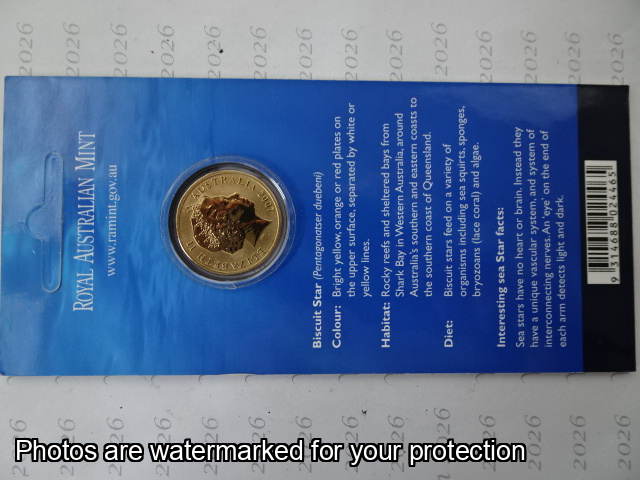 ROYAL AUSTRALIAN MINT
www.ramint.gov.au
ELIZABETH II AUSTRALIA
Biscuit Star (Pentagonatser duebeni)
Colour: Bright yellow, orange or red plates on
the upper surface, separated by white or
yellow lines.
Habitat: Rocky reefs and sheltered bays from
Shark Bay in Western Australia, around
Australia's southern and eastern coasts to
the southern coast of Queensland.
Diet: Biscuit stars feed on a variety of
organisms including sea squirts, sponges,
bryozoans (lace coral) and algae.
Interesting sea Star facts:
Sea stars have no heart or brain. Instead they
have a unique vascular system, and system of
interconnecting nerves. An 'eye' on the end of
each arm detects light and dark.
9 314688 024465
Photos are watermarked for your protection
2026